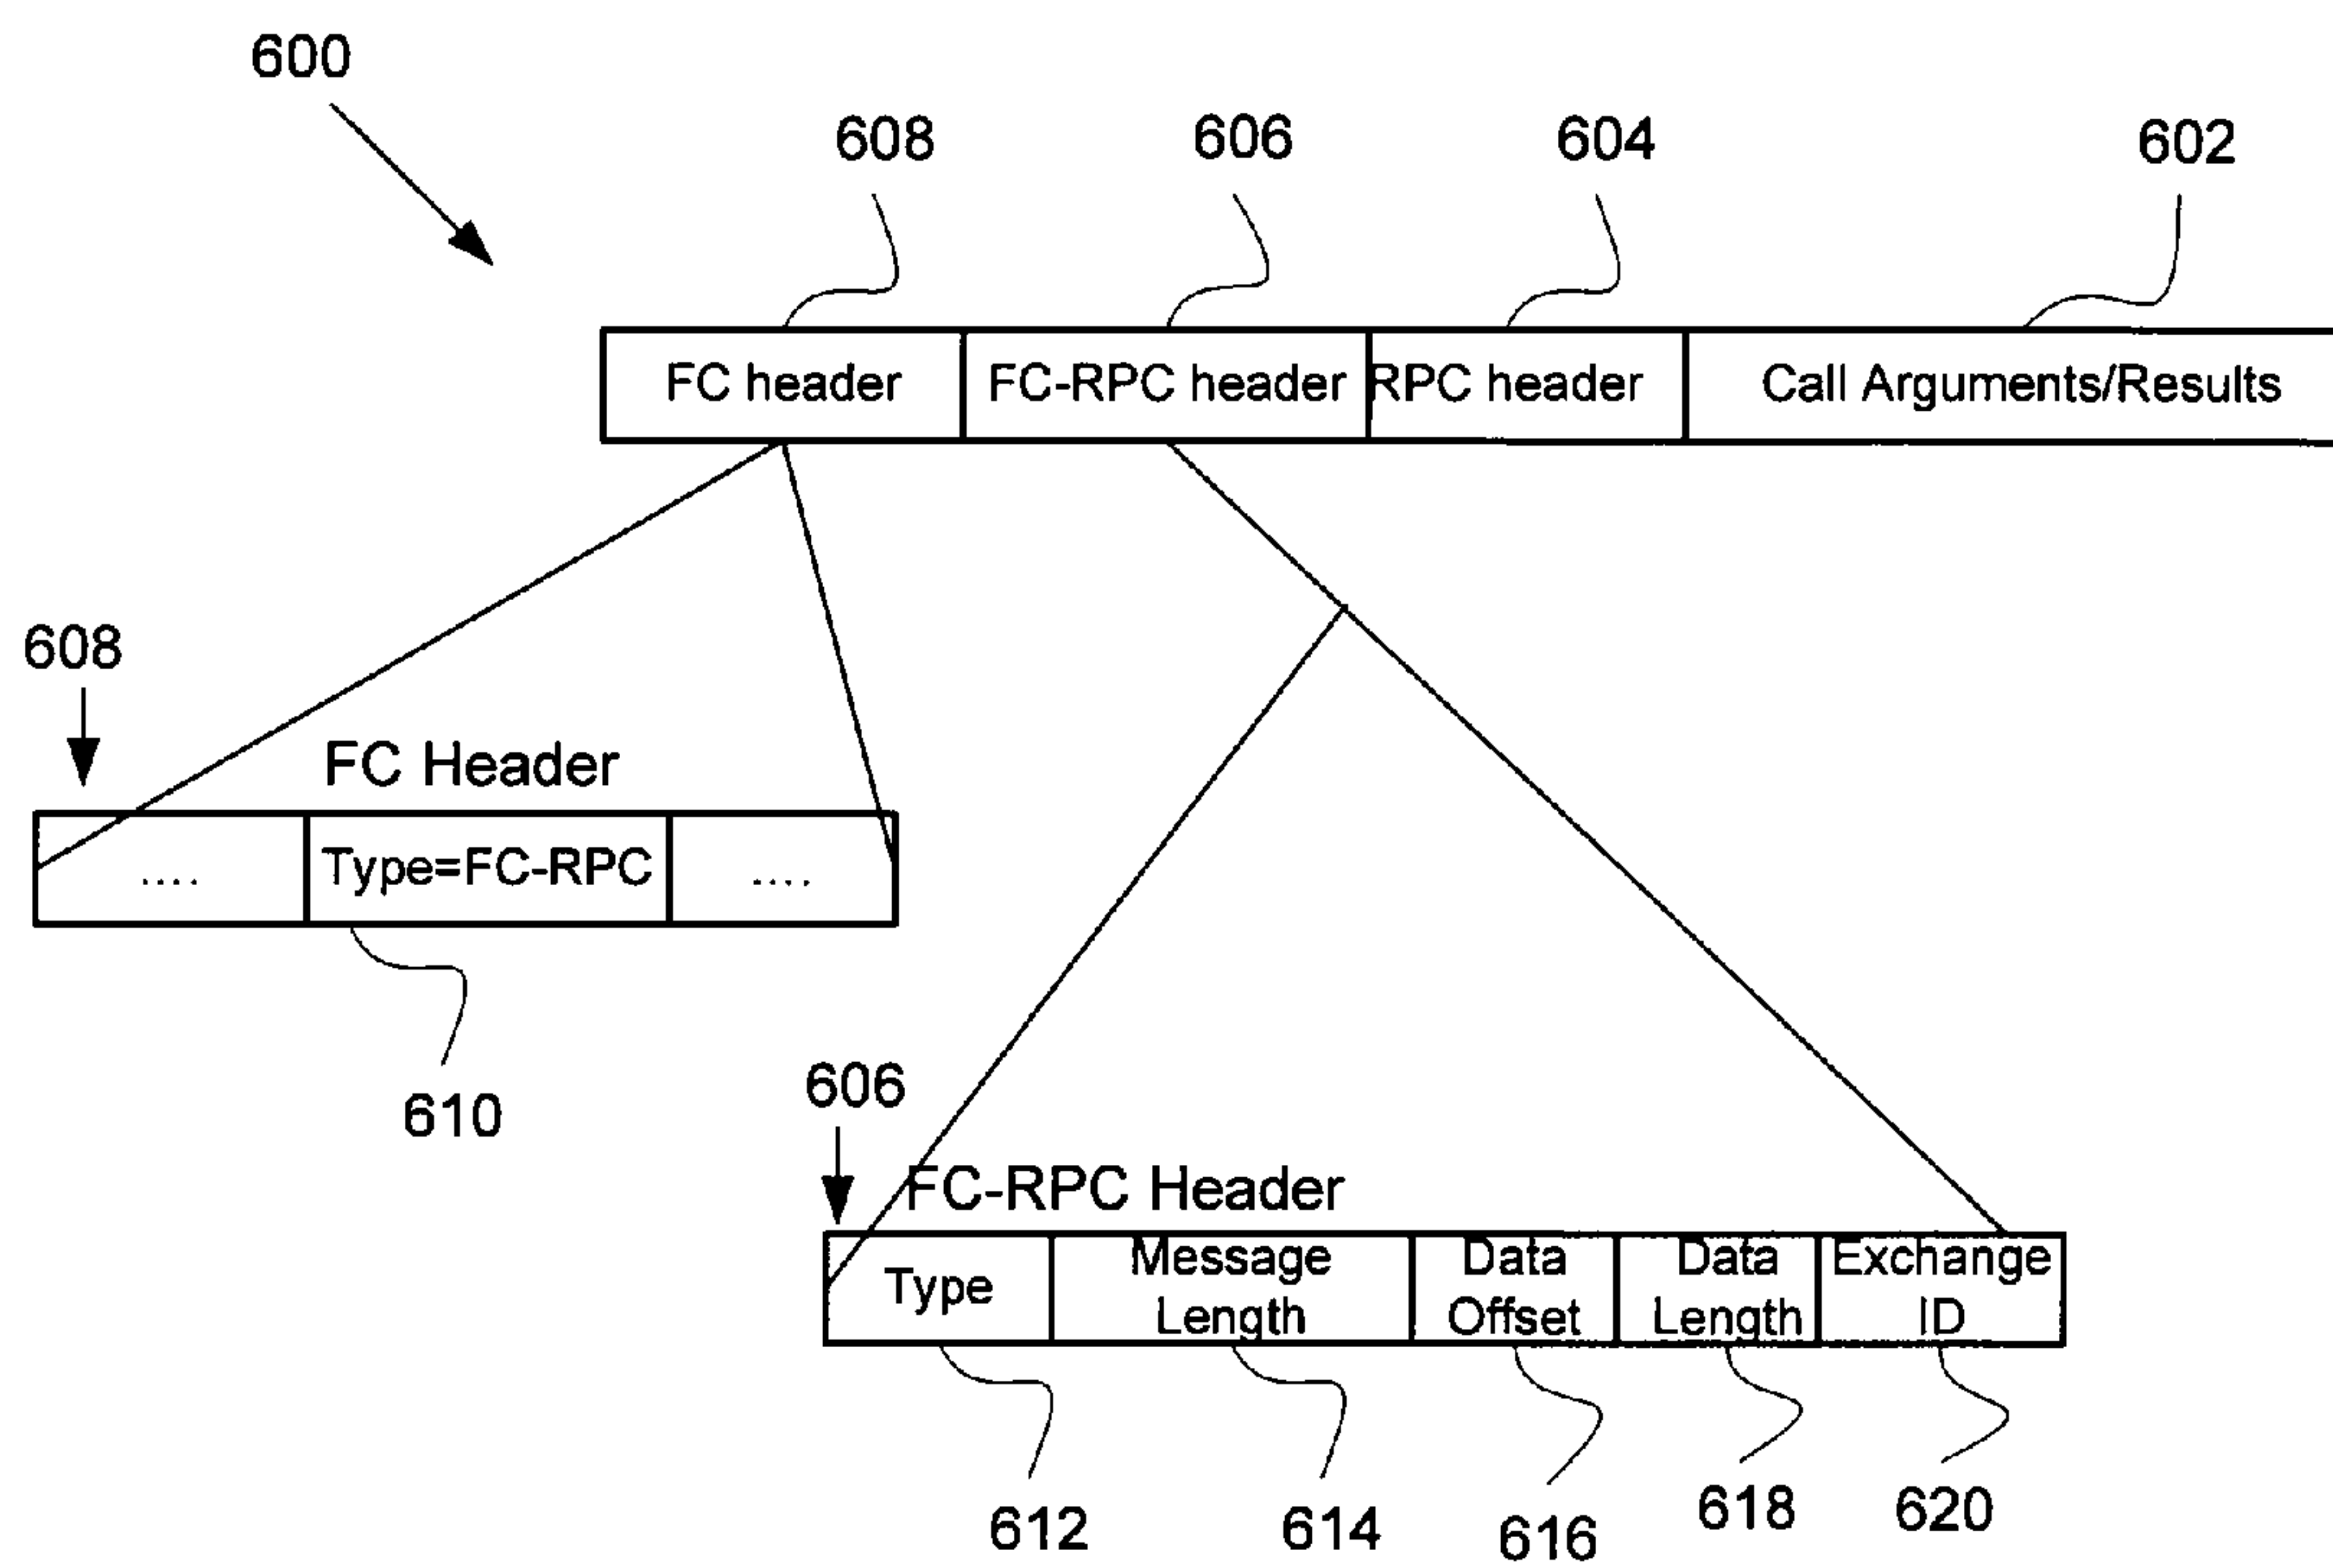 600
608
606
604
602
FC header
FC-RPC header
RPC header
Call Arguments/Results
608
FC Header
....
Type=FC-RPC
....
610
606
FC-RPC Header
Type
Message
Length
Data
Offset
Data
Length
Exchange
ID
612
614
616
618
620